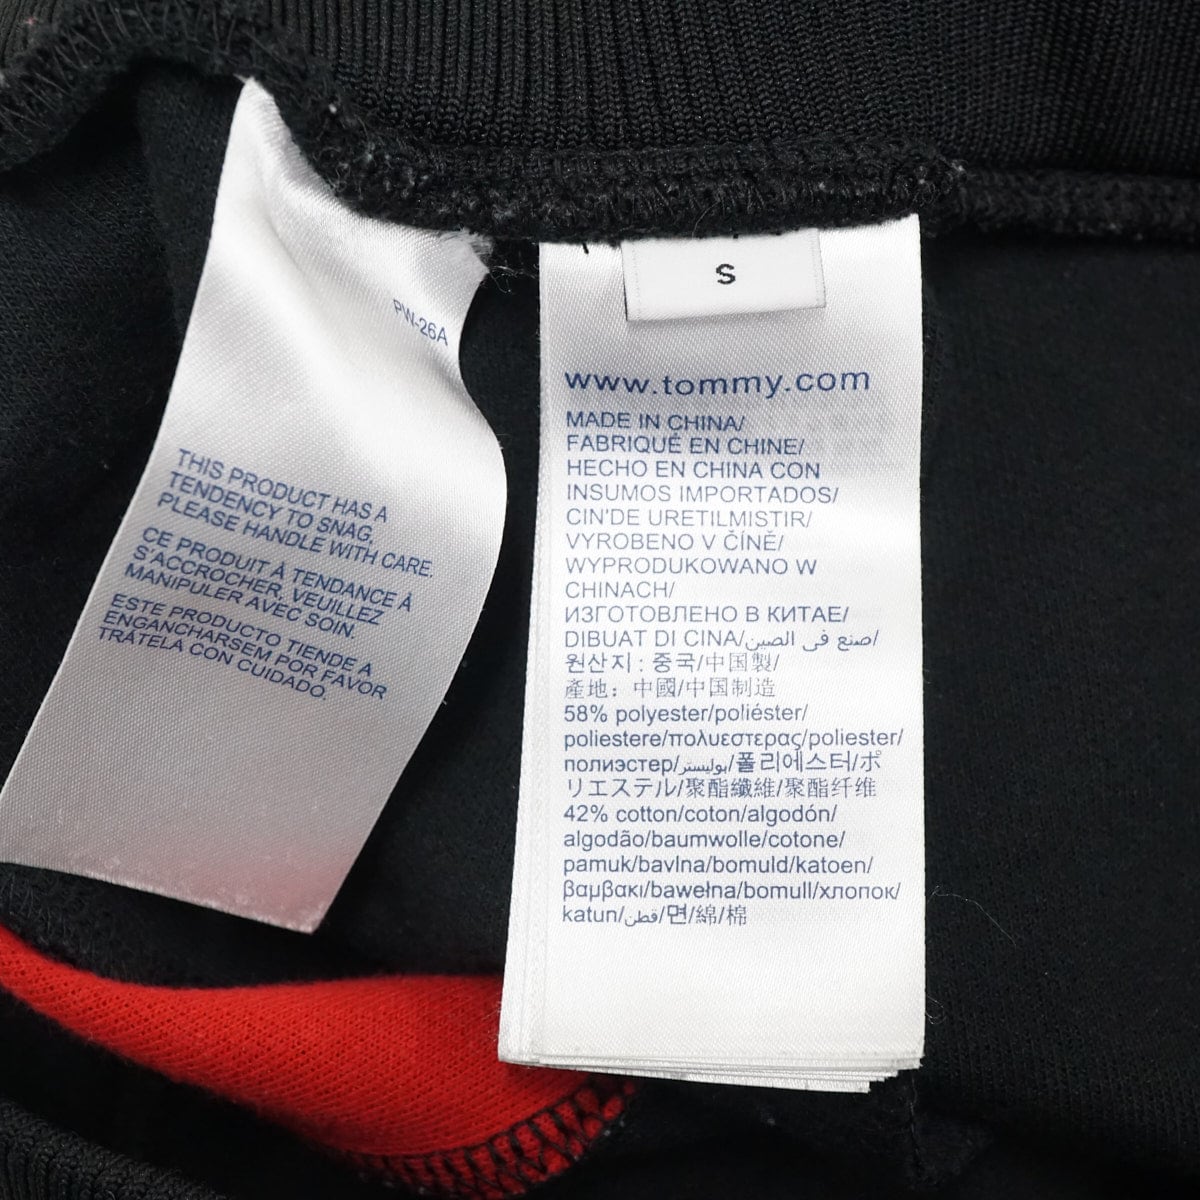 PW-26A
THIS PRODUCT HAS A
TENDENCY TO SNAG,
PLEASE HANDLE WITH CARE.
CE PRODUIT À TENDANCE À
S'ACCROCHER, VEUILLEZ
MANIPULER AVEC SOIN.
ESTE PRODUCTO TIENDE A
ENGANCHARSEM POR FAVOR
TRÁTELA CON CUIDADO.
S
www.tommy.com
MADE IN CHINA/
FABRIQUÉ EN CHINE/
HECHO EN CHINA CON
INSUMOS IMPORTADOS/
CIN'DE URETILMISTIR/
VYROBENO V ČÍNĚ/
WYPRODUKOWANO W
CHINACH/
ИЗГОТОВЛЕНО В КИТАЕ/
DIBUAT DI CINA/صنع في الصين/
원산지 : 중국/中国製/
產地：中國/中国制造
58% polyester/poliéster/
poliestere/πολυεστερας/poliester/
полиэстер/بوليستر/폴리에스터/ポ
リエステル/聚酯纖維/聚酯纤维
42% cotton/coton/algodón/
algodão/baumwolle/cotone/
pamuk/bavlna/bomuld/katoen/
βαμβακι/bawełna/bomull/хлопок/
katun/قطن/면/綿/棉